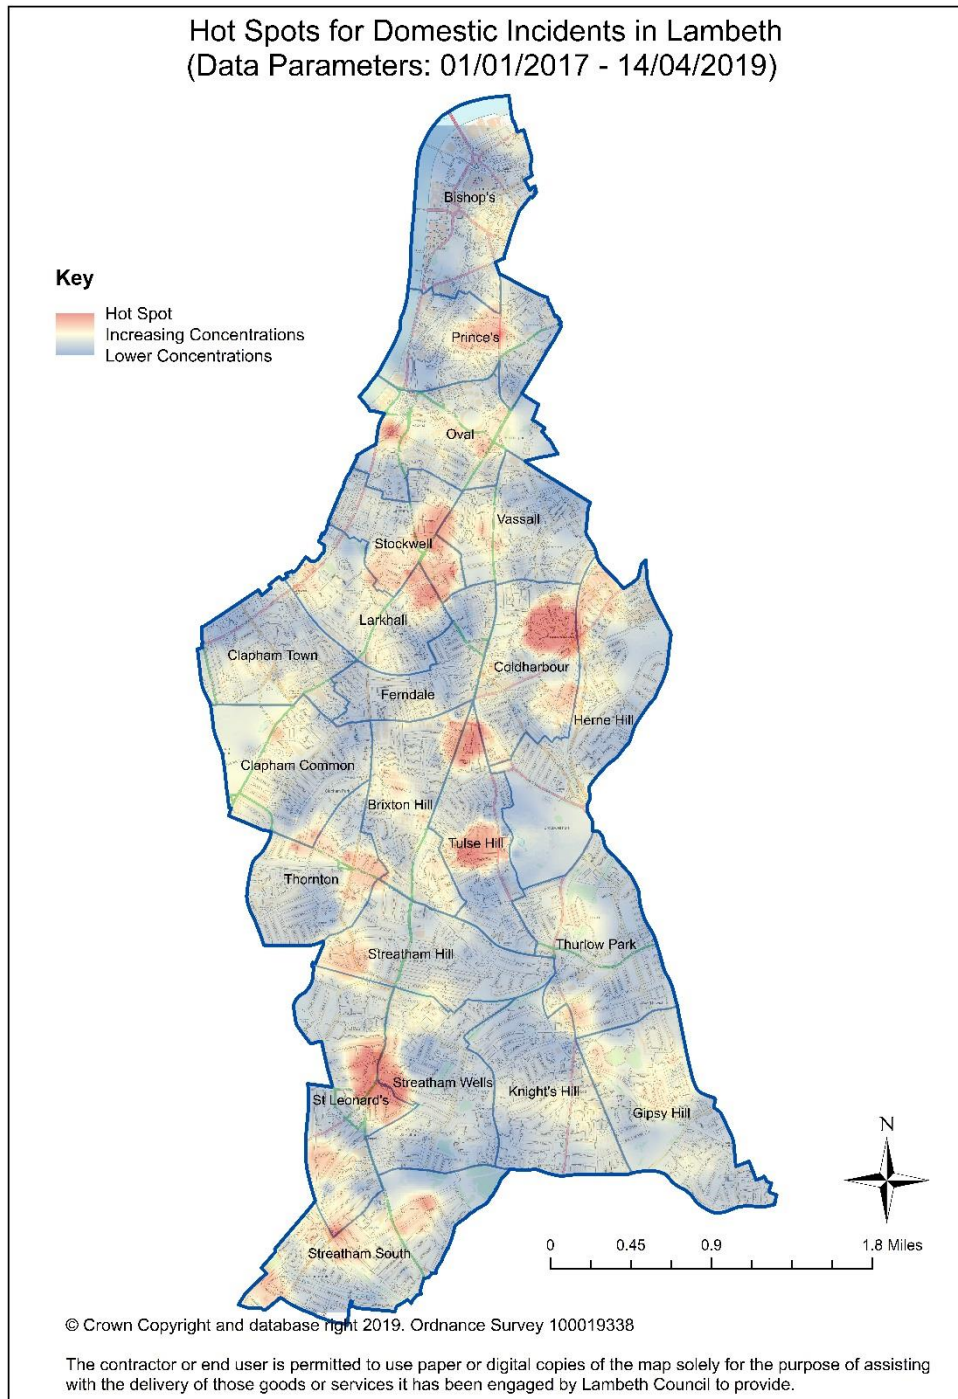 Hot Spots for Domestic Incidents in Lambeth
(Data Parameters: 01/01/2017 - 14/04/2019)
Bishop's
Key
Hot Spot
Increasing Concentrations
Lower Concentrations
Prince's
Oval
Vassall
Stockwell
Larkhall
Clapham Town
Coldharbour
Ferndale
Herne Hill
Clapham Common
Brixton Hill
Tulse Hill
Thornton
Thurlow Park
Streatham Hill
Streatham Wells
Knight's Hill
St Leonard's
Gipsy Hill
N
Streatham South
0 0.45 0.9 1.8 Miles
© Crown Copyright and database right 2019. Ordnance Survey 100019338
The contractor or end user is permitted to use paper or digital copies of the map solely for the purpose of assisting
with the delivery of those goods or services it has been engaged by Lambeth Council to provide.